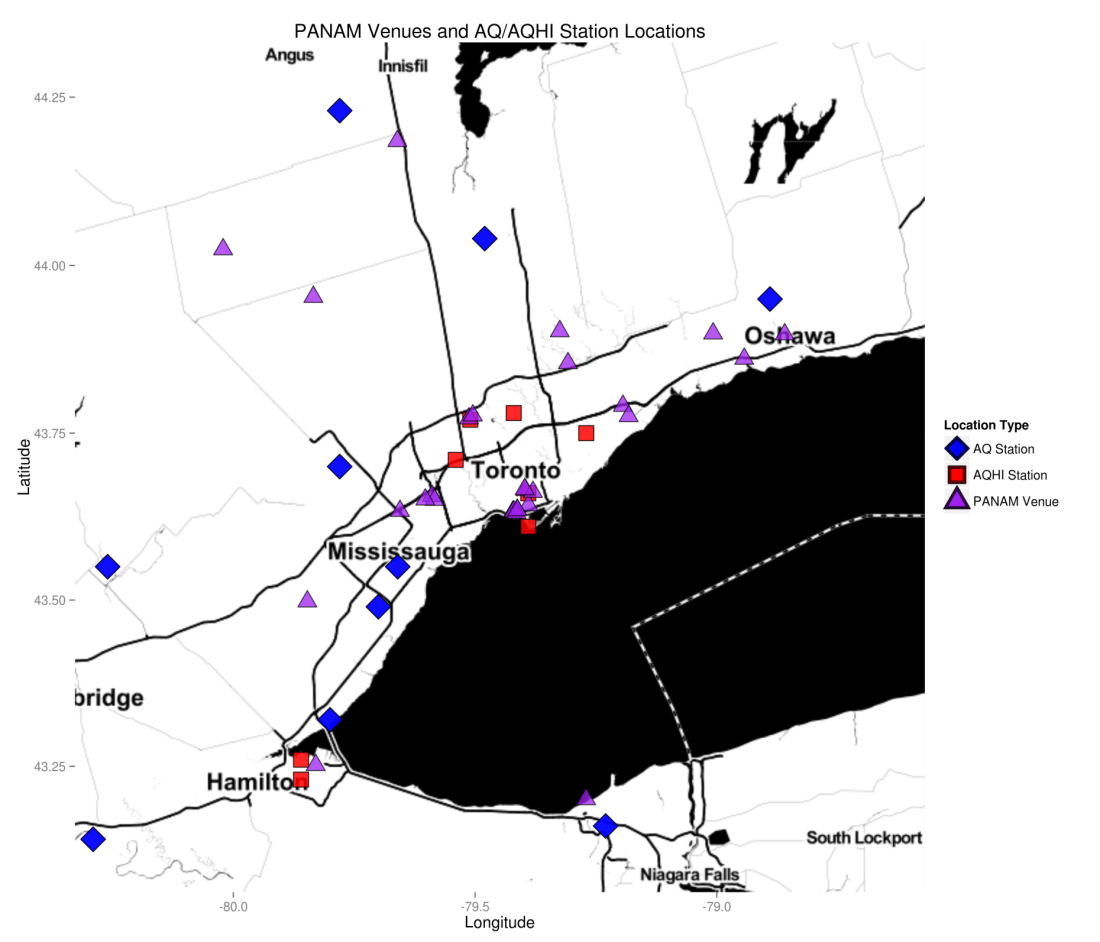 PANAM Venues and AQ/AQHI Station Locations
Angus
Innisfil
44.25
44.00
Oshawa
43.75
Toronto
Mississauga
43.50
bridge
43.25
Hamilton
South Lockport
Niagara Falls
-80.0
-79.5
-79.0
Longitude
Latitude
Location Type
AQ Station
AQHI Station
PANAM Venue